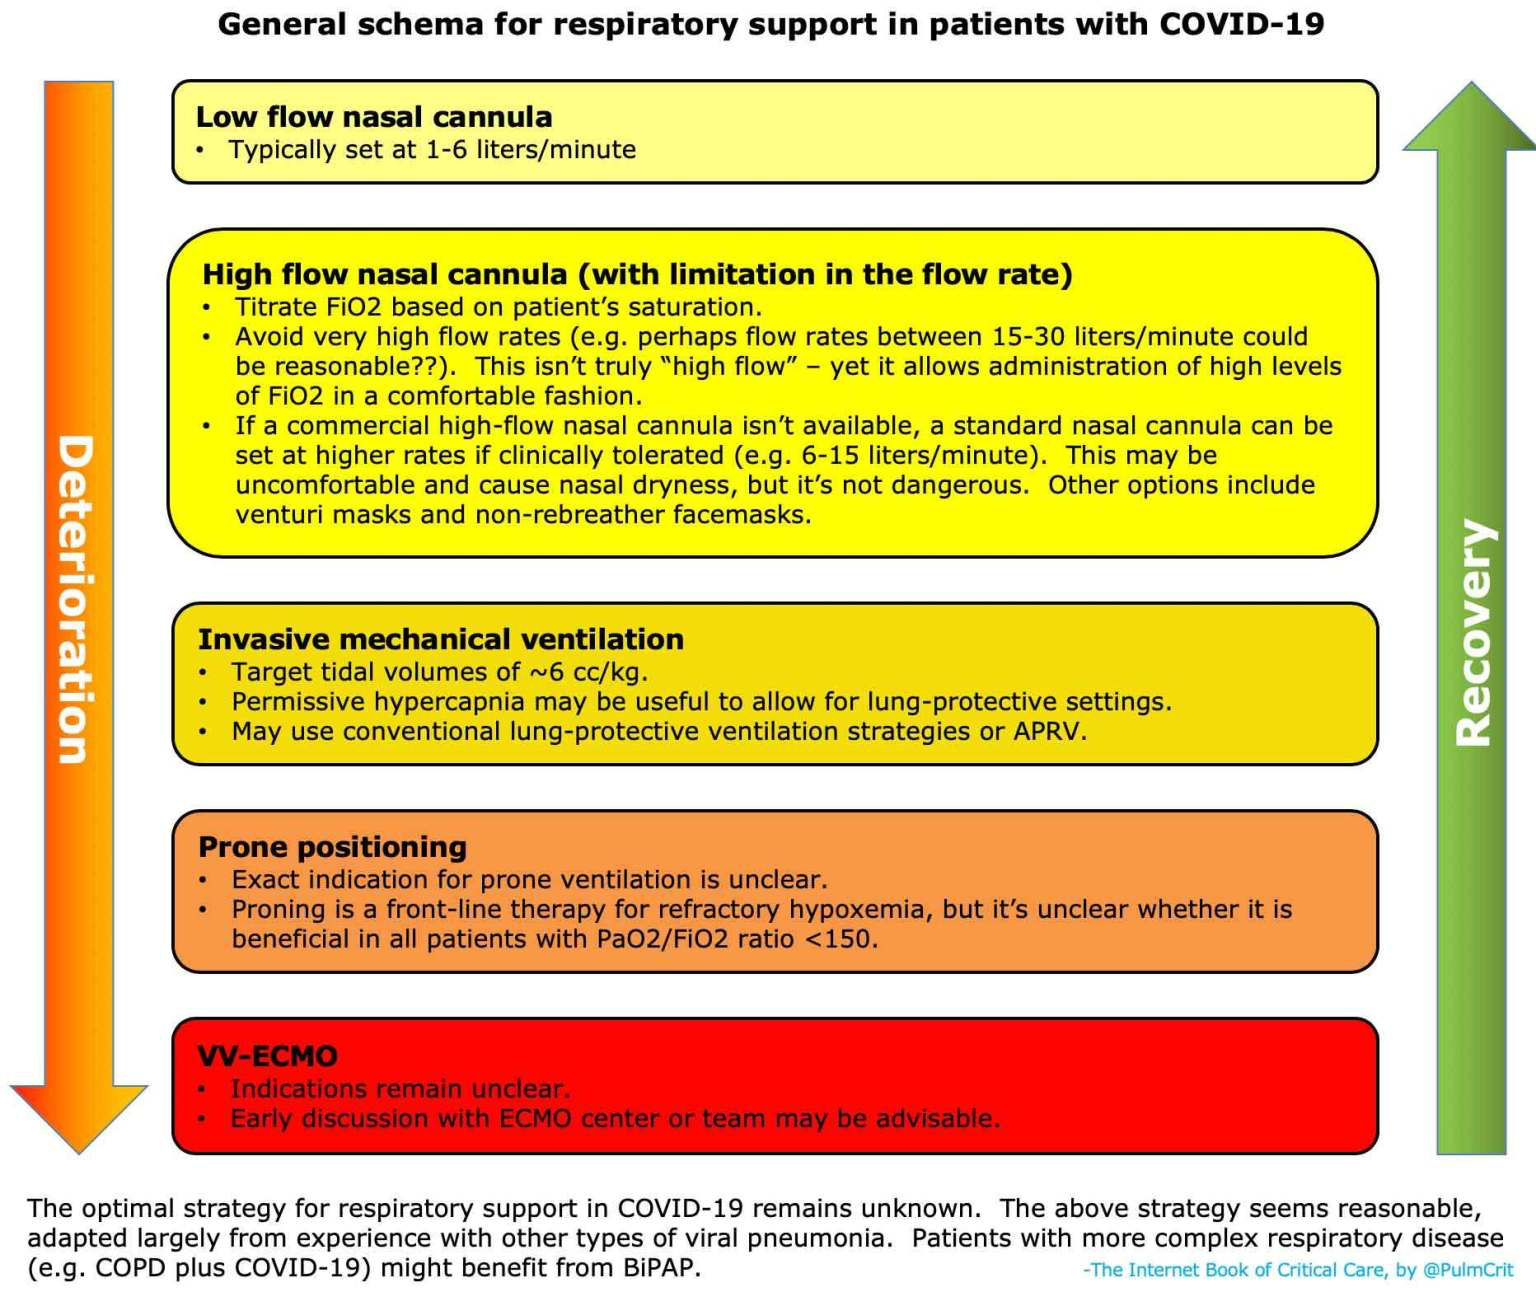 General schema for respiratory support in patients with COVID-19
Deterioration
Low flow nasal cannula
• Typically set at 1-6 liters/minute
High flow nasal cannula (with limitation in the flow rate)
• Titrate FiO2 based on patient's saturation.
• Avoid very high flow rates (e.g. perhaps flow rates between 15-30 liters/minute could
be reasonable??).  This isn't truly "high flow" – yet it allows administration of high levels
of FiO2 in a comfortable fashion.
• If a commercial high-flow nasal cannula isn't available, a standard nasal cannula can be
set at higher rates if clinically tolerated (e.g. 6-15 liters/minute).  This may be
uncomfortable and cause nasal dryness, but it's not dangerous.  Other options include
venturi masks and non-rebreather facemasks.
Invasive mechanical ventilation
• Target tidal volumes of ~6 cc/kg.
• Permissive hypercapnia may be useful to allow for lung-protective settings.
• May use conventional lung-protective ventilation strategies or APRV.
Prone positioning
• Exact indication for prone ventilation is unclear.
• Proning is a front-line therapy for refractory hypoxemia, but it's unclear whether it is
beneficial in all patients with PaO2/FiO2 ratio <150.
VV-ECMO
• Indications remain unclear.
• Early discussion with ECMO center or team may be advisable.
Recovery
The optimal strategy for respiratory support in COVID-19 remains unknown.  The above strategy seems reasonable,
adapted largely from experience with other types of viral pneumonia.  Patients with more complex respiratory disease
(e.g. COPD plus COVID-19) might benefit from BiPAP.
-The Internet Book of Critical Care, by @PulmCrit